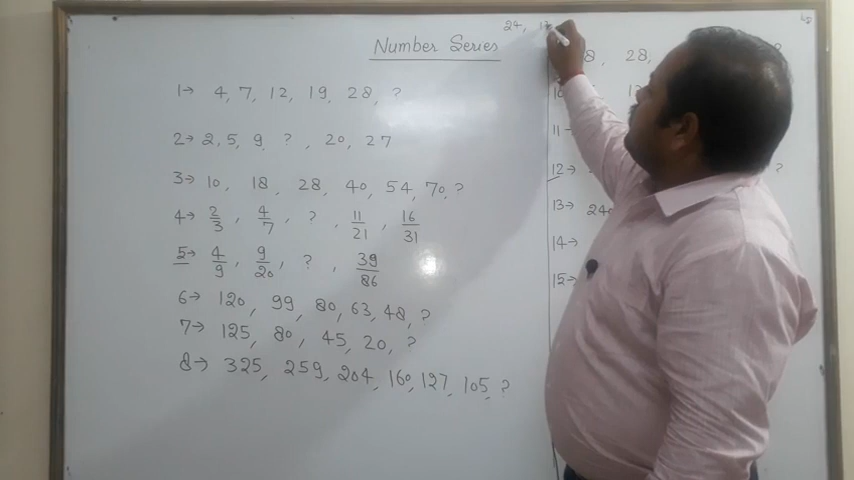 24,
Number Series
1→ 4, 7, 12, 19, 28, ?
2→ 2, 5, 9, ?, 20, 27
3→ 10, 18, 28, 40, 54, 70, ?
4→ 2/3, 4/7, ?, 11/21, 16/31
5→ 4/9, 9/20, ?, 39/86
6→ 120, 99, 80, 63, 48, ?
7→ 125, 80, 45, 20, ?
8→ 325, 259, 204, 160, 127, 105, ?
8, 28, ?
10
11→
12→ ?
13→ 240
14→
15→